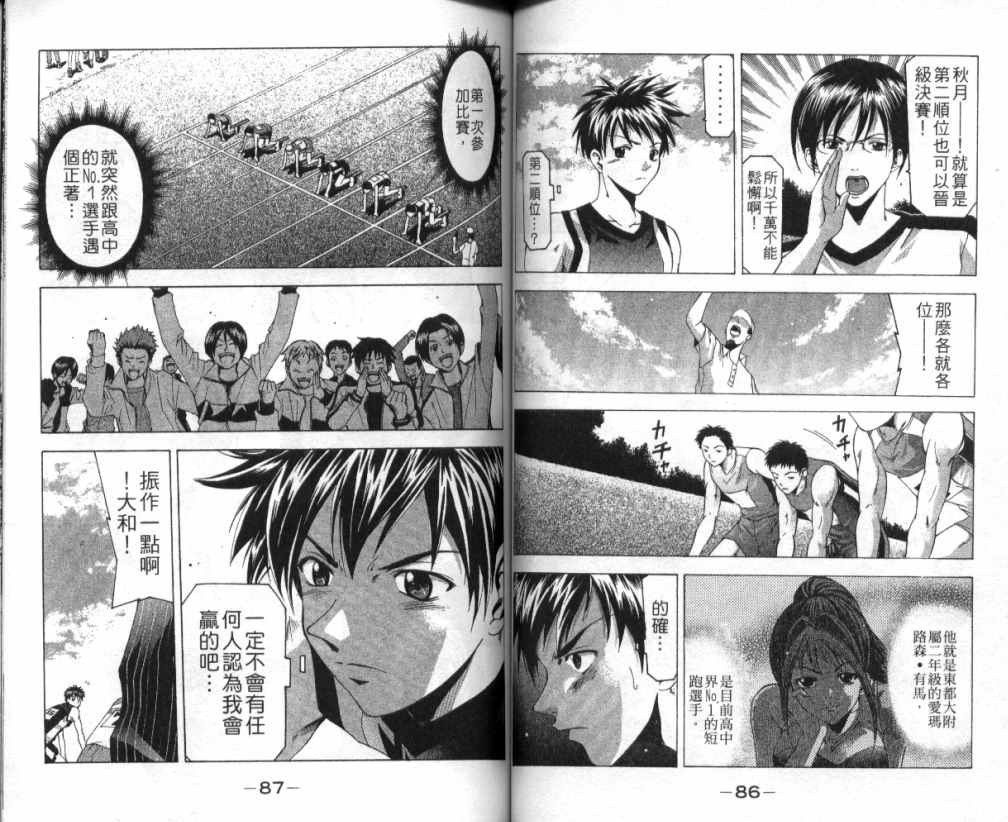 秋月——！就算是
第二順位也可以晉
級決賽！
所以千萬不能
鬆懈啊！
………
第二順位…？
那麼各就各
位——！
カチャ
カチャ
他就是東都大附
屬二年級的愛瑪
路森•有馬，
是目前高中
界No.1的短
跑選手。
的確…
—86—
第一次參
加比賽，
就突然跟高中
的No.1選手遇
個正著…
一定不會有任
何人認為我會
贏的吧…
振作一點啊
！大和！
—87—